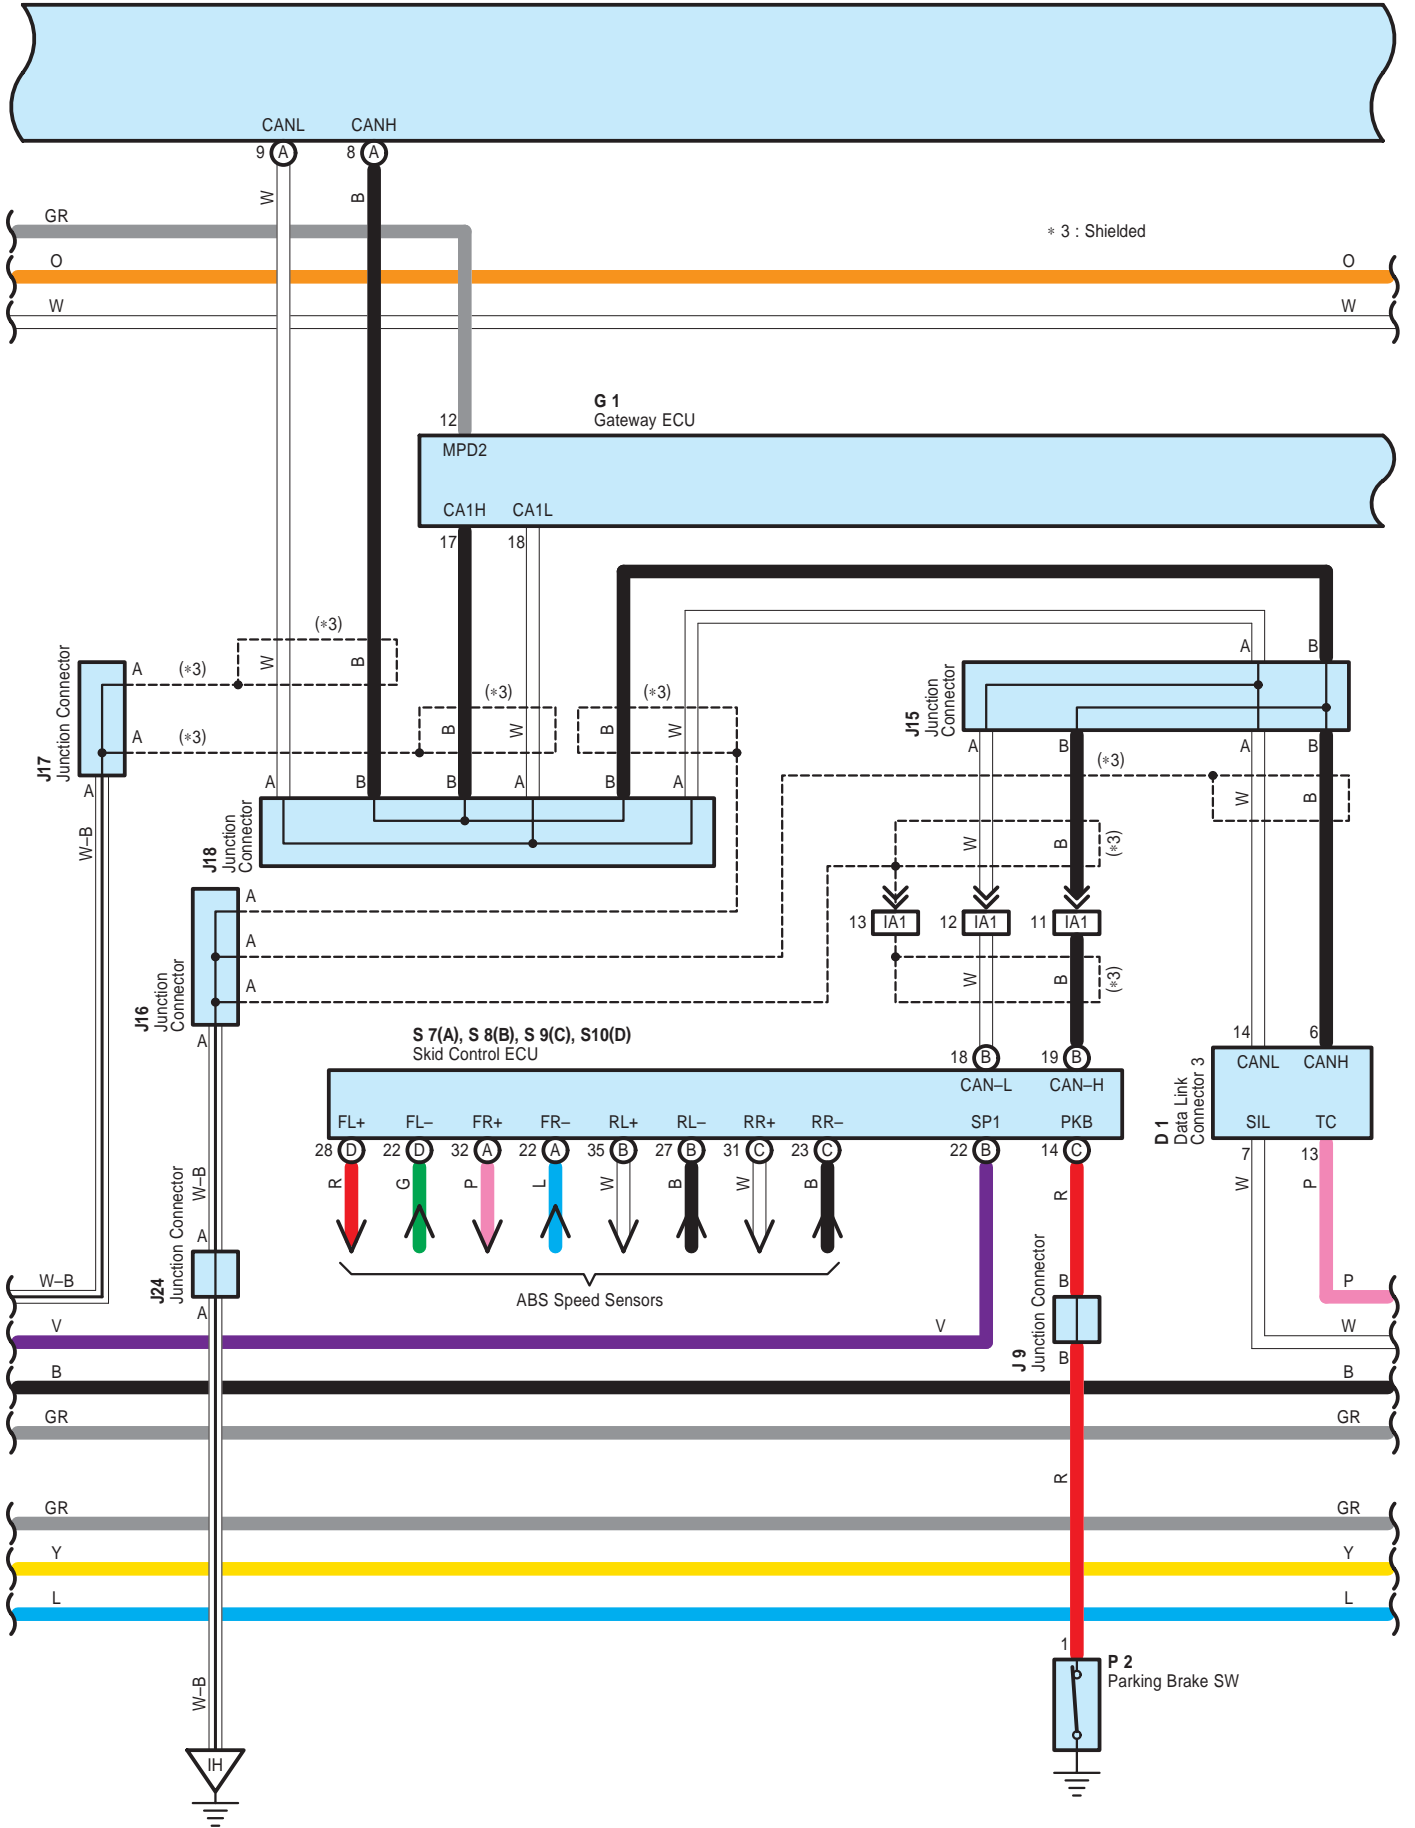 CANL CANH
9 A 8 A
W B
GR
* 3 : Shielded
O O
W W
G 1
Gateway ECU
12
MPD2
CA1H CA1L
17 18
(*3)
W B
A (*3)
J17
Junction Connector
A (*3)
(*3)
B W
(*3)
B W
A B
J15
Junction
Connector
A B A B
(*3)
W B
A
W–B
A B B A B A
J18
Junction
Connector
W B
(*3)
13 IA1 12 IA1 11 IA1
W B
(*3)
A
A
A
J16
Junction
Connector
A
S 7(A), S 8(B), S 9(C), S10(D)
Skid Control ECU
18 B 19 B
CAN–L CAN–H
FL+ FL– FR+ FR– RL+ RL– RR+ RR– SP1 PKB
28 D 22 D 32 A 22 A 35 B 27 B 31 C 23 C 22 B 14 C
R G P L W B W B R
ABS Speed Sensors
14 6
CANL CANH
D 1
Data Link
Connector 3
SIL TC
7 13
W P
W–B
A
J24
Junction Connector
A
B
J 9
Junction Connector
B
W–B P
V V W
B B
GR GR
R
GR GR
Y Y
L L
1
P 2
Parking Brake SW
W–B
IH